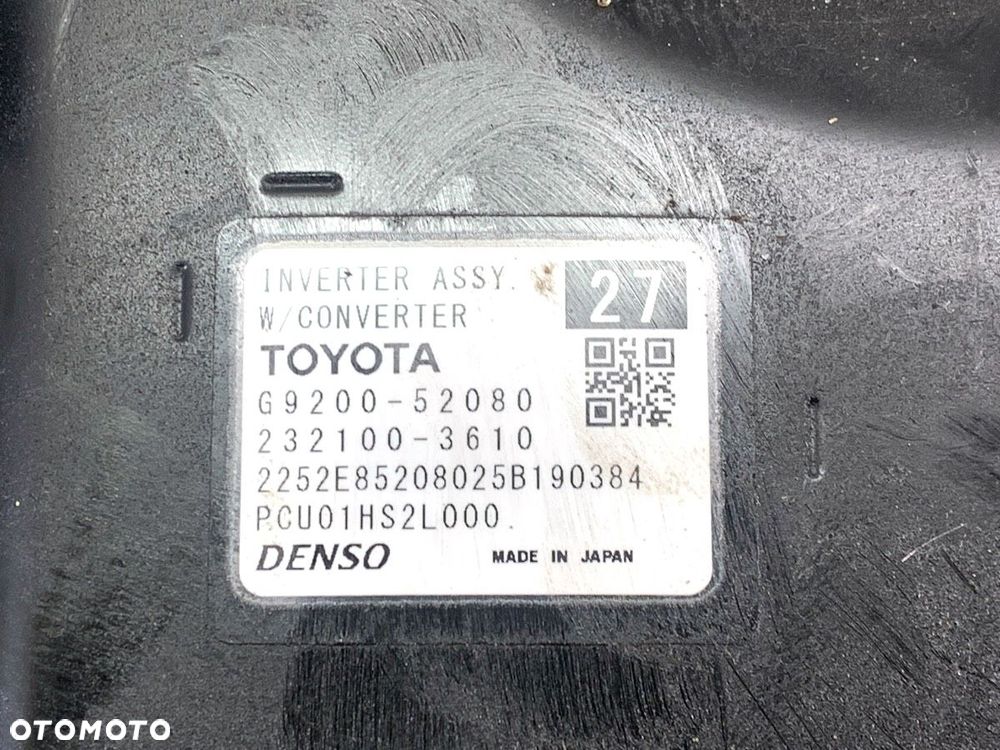 INVERTER ASSY.
W/CONVERTER
27
TOYOTA
G9200-52080
232100-3610
2252E85208025B190384
PCU01HS2L000.
DENSO
MADE IN JAPAN
OTOMOTO